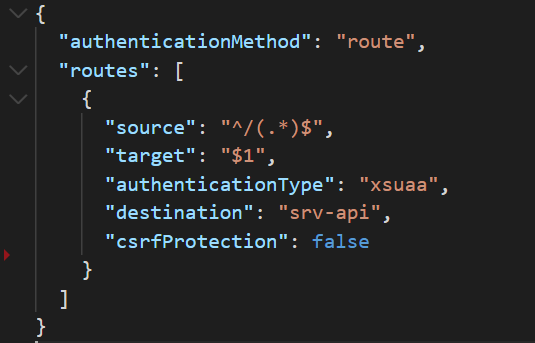 {
"authenticationMethod": "route",
"routes": [
{
"source": "^/(.*)$",
"target": "$1",
"authenticationType": "xsuaa",
"destination": "srv-api",
"csrfProtection": false
}
]
}